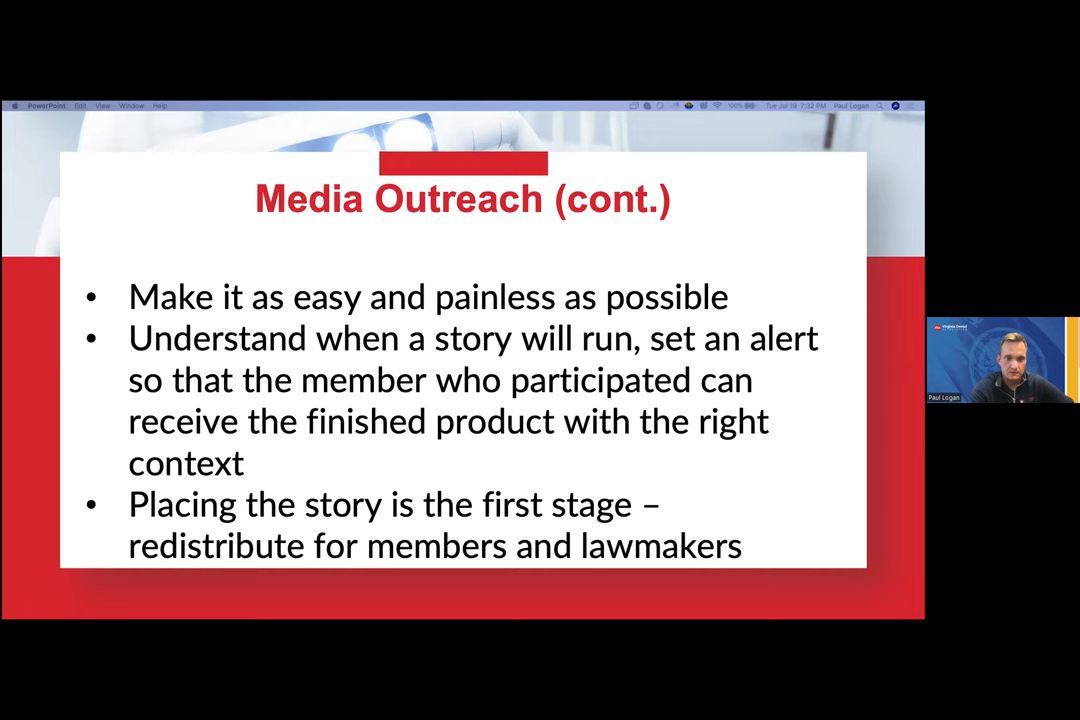 PowerPoint Edit View Window Help 100% Tue Jul 19 7:32 PM Paul Logan
Media Outreach (cont.)
• Make it as easy and painless as possible
• Understand when a story will run, set an alert
so that the member who participated can
receive the finished product with the right
context
• Placing the story is the first stage –
redistribute for members and lawmakers
Virginia Dental
Paul Logan